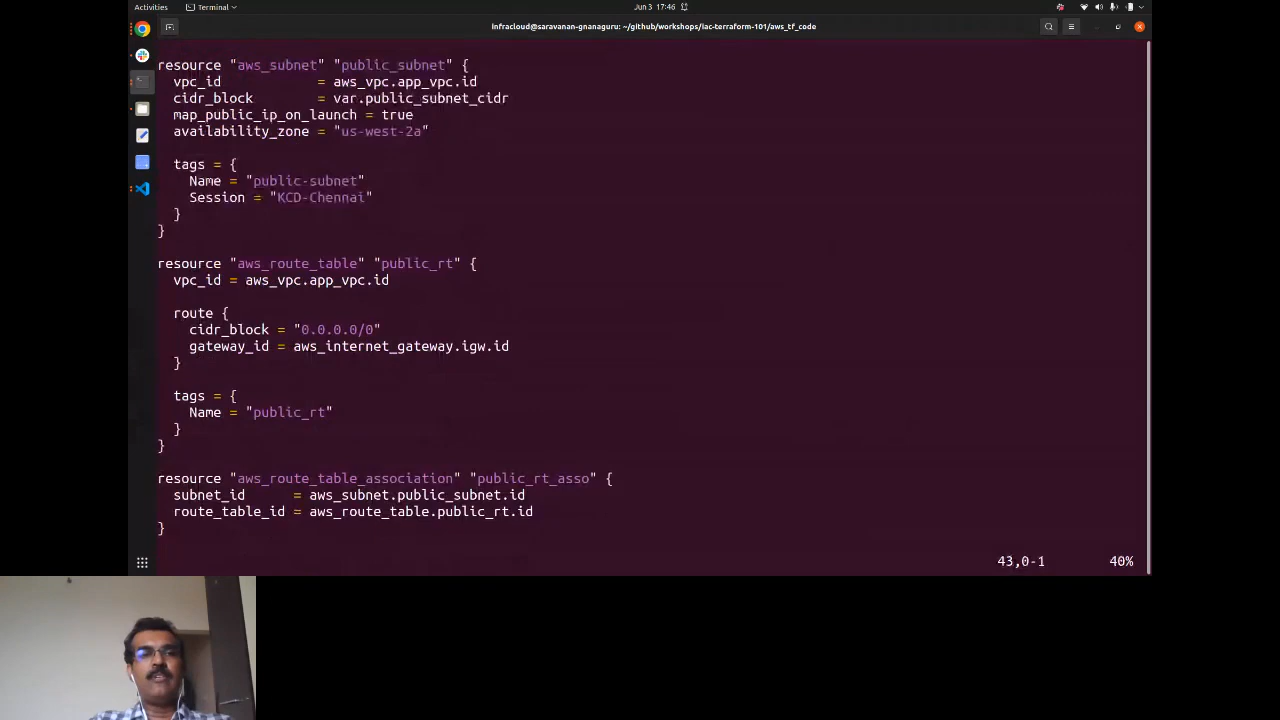 Activities
Terminal
Jun 3 17:46
infracloud@saravanan-gnanaguru: ~/github/workshops/iac-terraform-101/aws_tf_code
resource "aws_subnet" "public_subnet" {
vpc_id = aws_vpc.app_vpc.id
cidr_block = var.public_subnet_cidr
map_public_ip_on_launch = true
availability_zone = "us-west-2a"
tags = {
Name = "public-subnet"
Session = "KCD-Chennai"
}
}
resource "aws_route_table" "public_rt" {
vpc_id = aws_vpc.app_vpc.id
route {
cidr_block = "0.0.0.0/0"
gateway_id = aws_internet_gateway.igw.id
}
tags = {
Name = "public_rt"
}
}
resource "aws_route_table_association" "public_rt_asso" {
subnet_id = aws_subnet.public_subnet.id
route_table_id = aws_route_table.public_rt.id
}
43,0-1 40%